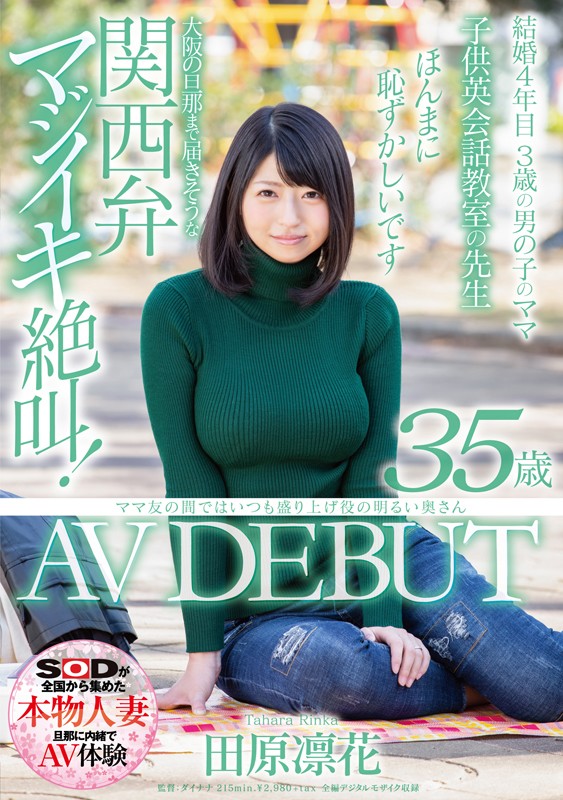 結婚4年目 3歳の男の子のママ
子供英会話教室の先生
ほんまに
恥ずかしいです
大阪の旦那まで届きそうな
関西弁
マジイキ絶叫!
35歳
ママ友の間ではいつも盛り上げ役の明るい奥さん
AV DEBUT
SODが
全国から集めた
本物人妻
旦那に内緒で
AV体験
Tahara Rinka
田原凛花
監督:ダイナナ 215min.¥2,980+tax 全編デジタルモザイク収録